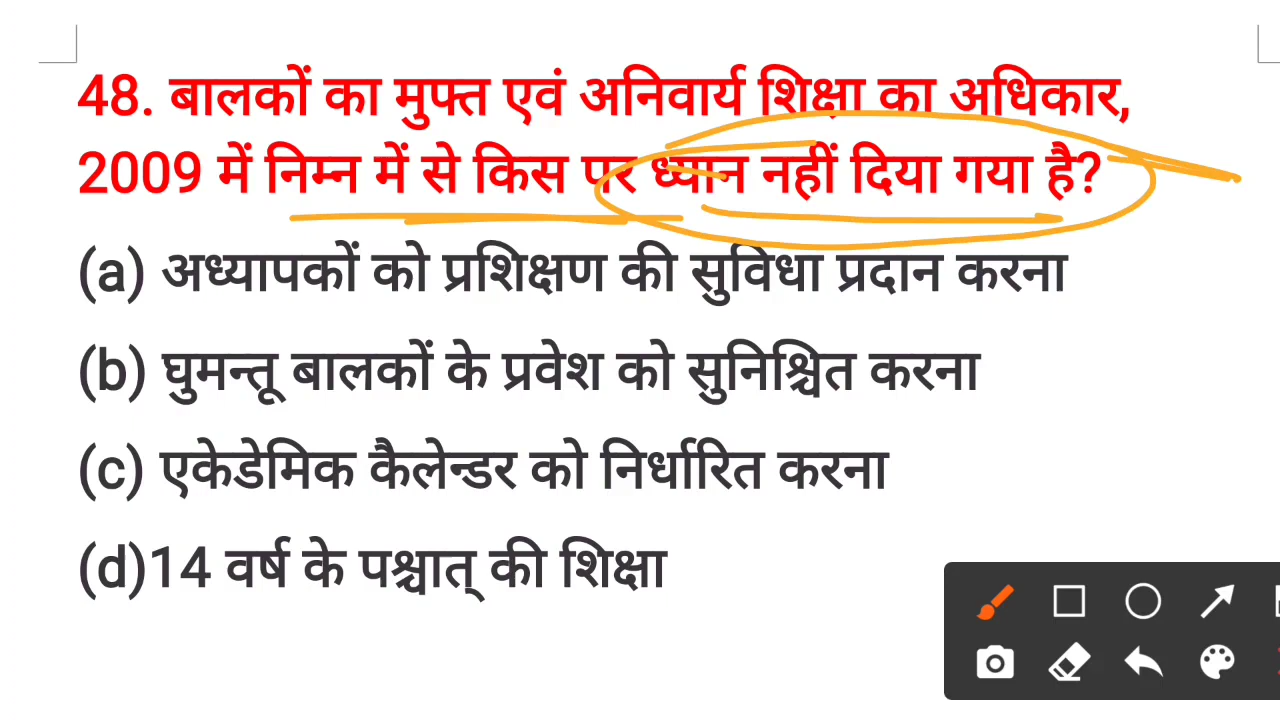 48. बालकों का मुफ्त एवं अनिवार्य शिक्षा का अधिकार,
2009 में निम्न में से किस पर ध्यान नहीं दिया गया है?
(a) अध्यापकों को प्रशिक्षण की सुविधा प्रदान करना
(b) घुमन्तू बालकों के प्रवेश को सुनिश्चित करना
(c) एकेडेमिक कैलेन्डर को निर्धारित करना
(d)14 वर्ष के पश्चात् की शिक्षा